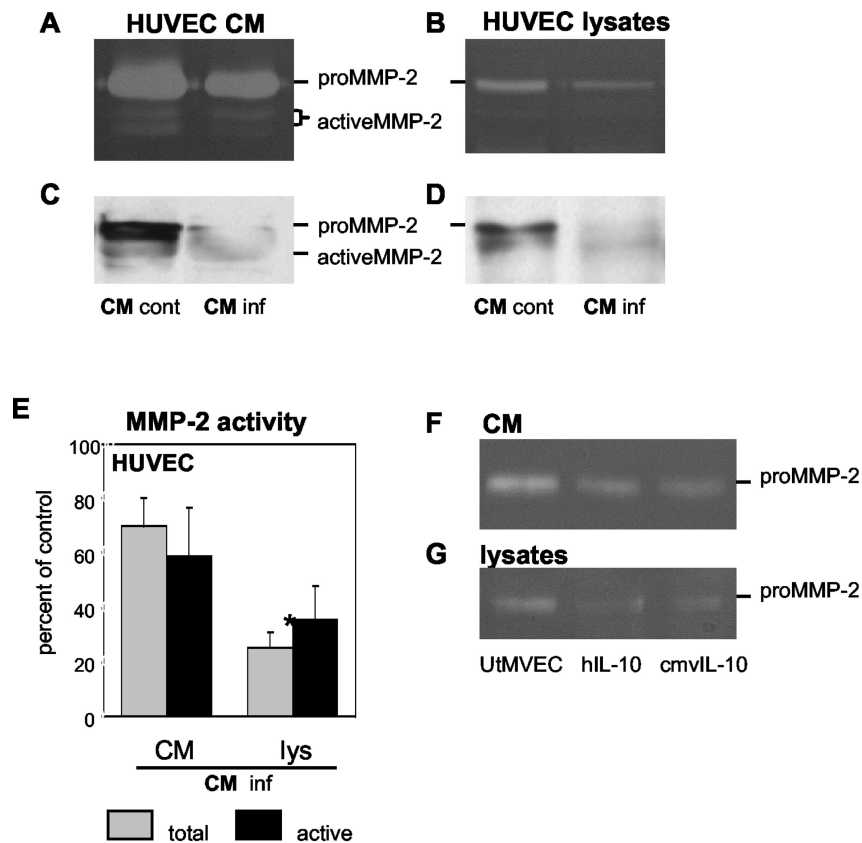 A HUVEC CM
B HUVEC lysates
proMMP-2
activeMMP-2
C
D
proMMP-2
activeMMP-2
CM cont CM inf
CM cont CM inf
E
MMP-2 activity
HUVEC
percent of control
100
80
60
40
20
0
*
CM lys
CM inf
total active
F CM
proMMP-2
G lysates
proMMP-2
UtMVEC hIL-10 cmvIL-10